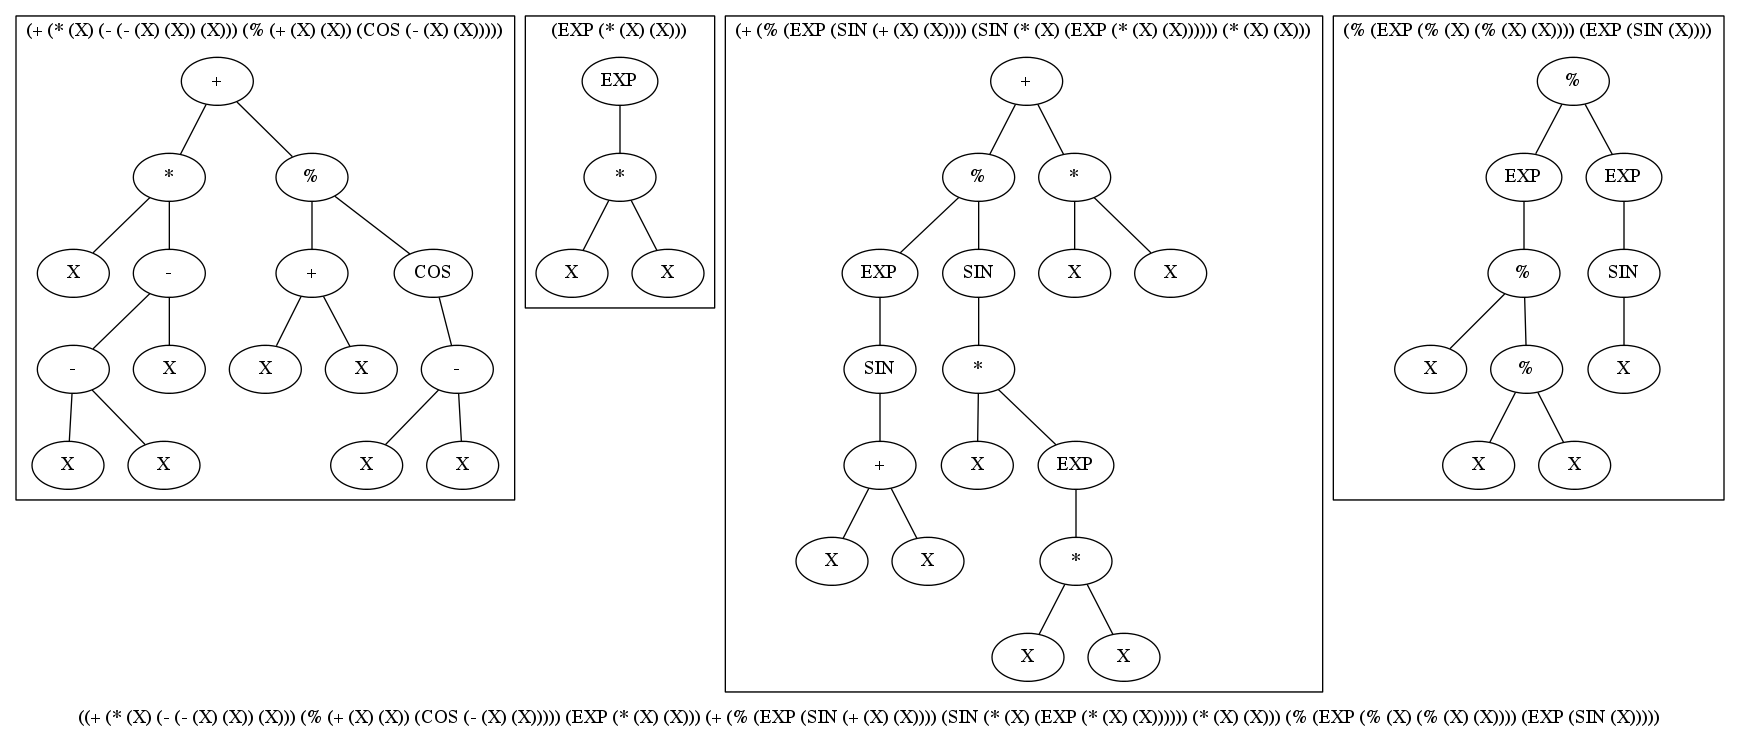 (+ (* (X) (- (- (X) (X)) (X))) (% (+ (X) (X)) (COS (- (X) (X)))))
+
* %
X - + COS
- X X X -
X X X X
(EXP (* (X) (X)))
EXP
*
X X
(+ (% (EXP (SIN (+ (X) (X)))) (SIN (* (X) (EXP (* (X) (X)))))) (* (X) (X)))
+
% *
EXP SIN X X
SIN *
+ X EXP
X X *
X X
(% (EXP (% (X) (% (X) (X)))) (EXP (SIN (X))))
%
EXP EXP
% SIN
X % X
X X
((+ (* (X) (- (- (X) (X)) (X))) (% (+ (X) (X)) (COS (- (X) (X))))) (EXP (* (X) (X))) (+ (% (EXP (SIN (+ (X) (X)))) (SIN (* (X) (EXP (* (X) (X)))))) (* (X) (X))) (% (EXP (% (X) (% (X) (X)))) (EXP (SIN (X)))))